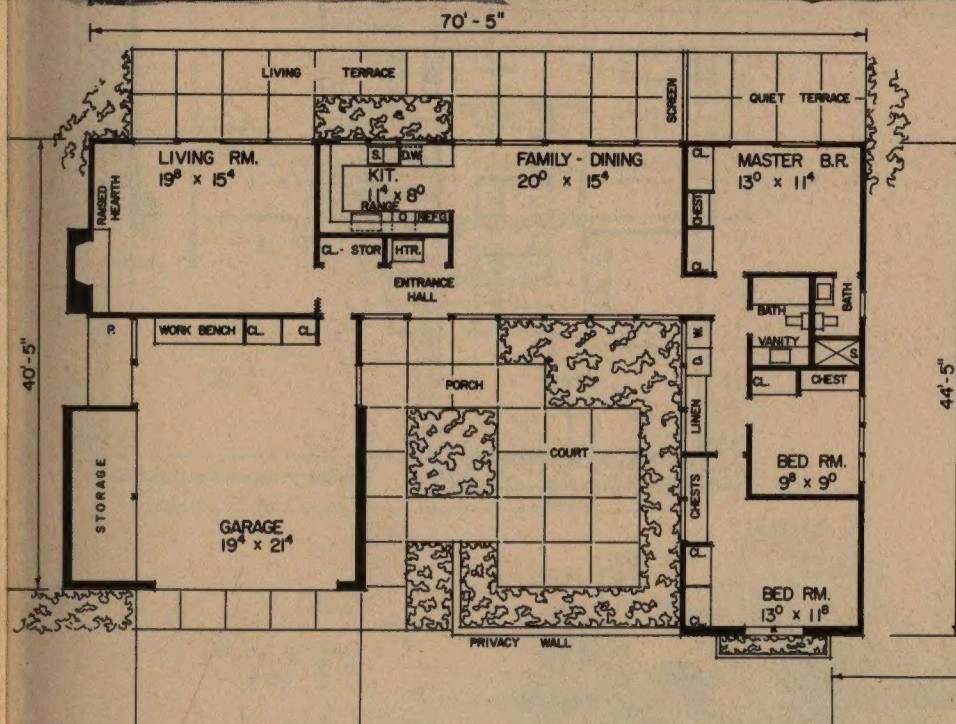 70'-5"
LIVING TERRACE
SCREEN
QUIET TERRACE
LIVING RM.
19⁸ x 15⁴
RAISED
HEARTH
S.
D.W.
KIT.
11⁴ x 8⁰
RANGE
O
REF'G
FAMILY - DINING
20⁰ x 15⁴
CL.
CHEST
CL.
MASTER B.R.
13⁰ x 11⁴
CL.- STOR
HTR.
ENTRANCE
HALL
BATH
BATH
VANITY
S.
P.
WORK BENCH
CL.
CL.
PORCH
W.
D.
LINEN
CL.
CHEST
40'-5"
44'-5"
COURT
BED RM.
9⁸ x 9⁰
STORAGE
CHESTS
GARAGE
19⁴ x 21⁴
CL.
CL.
BED RM.
13⁰ x 11⁸
PRIVACY WALL